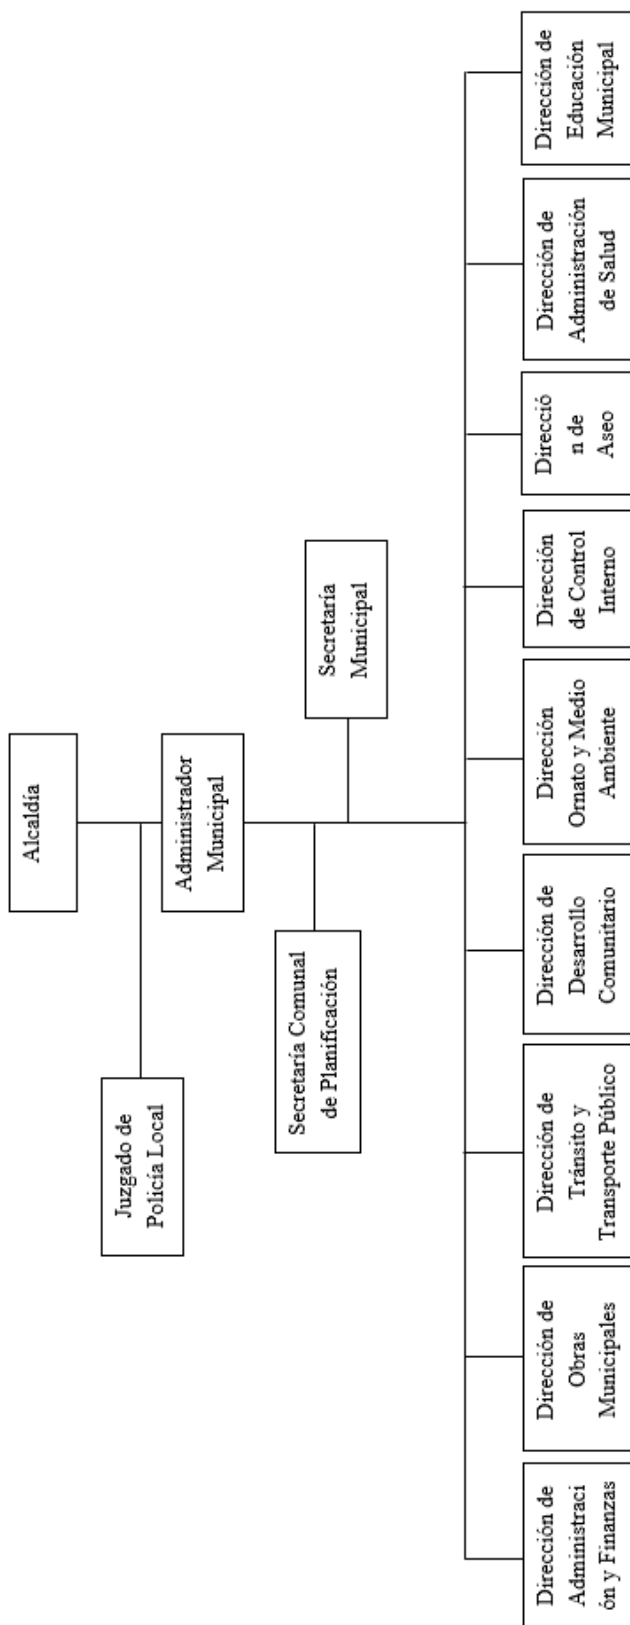 Alcaldía
Juzgado de
Policía Local
Administrador
Municipal
Secretaría Comunal
de Planificación
Secretaría
Municipal
Dirección de
Administraci
ón y Finanzas
Dirección de
Obras
Municipales
Dirección de
Tránsito y
Transporte Público
Dirección de
Desarrollo
Comunitario
Dirección
Ornato y Medio
Ambiente
Dirección
de Control
Interno
Direcció
n de
Aseo
Dirección de
Administración
de Salud
Dirección de
Educación
Municipal